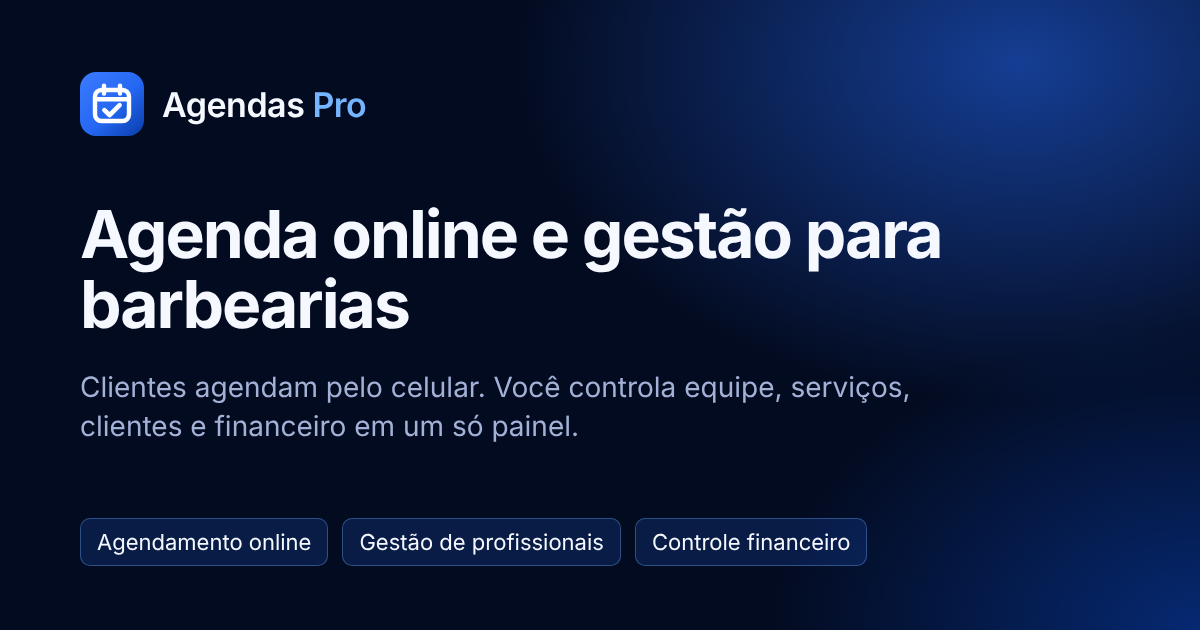 Agendas Pro
Agenda online e gestão para
barbearias
Clientes agendam pelo celular. Você controla equipe, serviços,
clientes e financeiro em um só painel.
Agendamento online
Gestão de profissionais
Controle financeiro